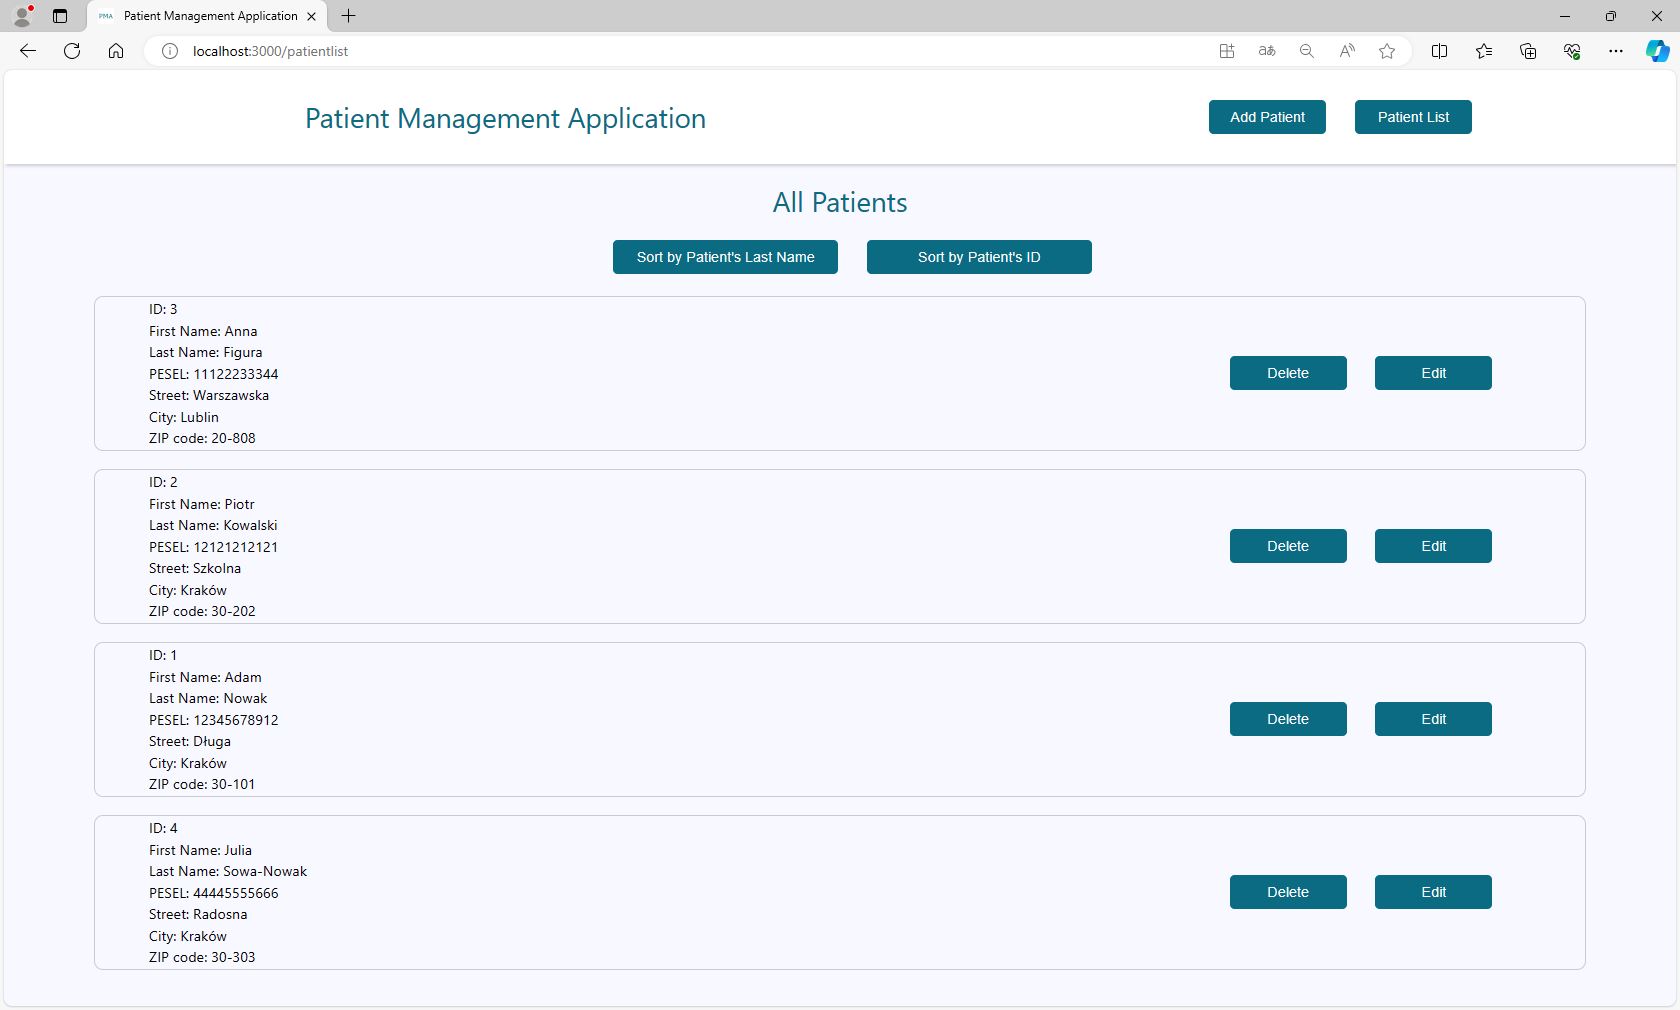 PMA Patient Management Application
localhost:3000/patientlist
Patient Management Application
Add Patient
Patient List
All Patients
Sort by Patient's Last Name
Sort by Patient's ID
ID: 3
First Name: Anna
Last Name: Figura
PESEL: 11122233344
Street: Warszawska
City: Lublin
ZIP code: 20-808
Delete
Edit
ID: 2
First Name: Piotr
Last Name: Kowalski
PESEL: 12121212121
Street: Szkolna
City: Kraków
ZIP code: 30-202
Delete
Edit
ID: 1
First Name: Adam
Last Name: Nowak
PESEL: 12345678912
Street: Długa
City: Kraków
ZIP code: 30-101
Delete
Edit
ID: 4
First Name: Julia
Last Name: Sowa-Nowak
PESEL: 44445555666
Street: Radosna
City: Kraków
ZIP code: 30-303
Delete
Edit